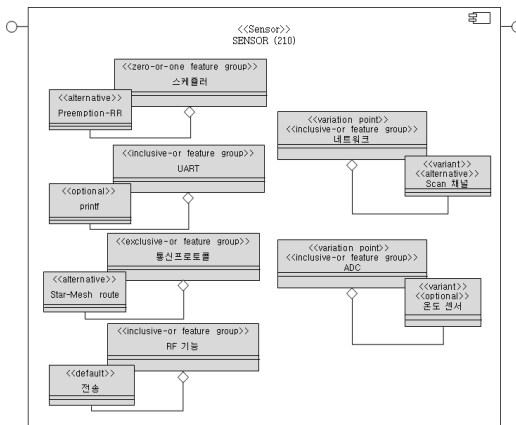 <<Sensor>>
SENSOR (210)
<<zero-or-one feature group>>
스케줄러
<<alternative>>
Preemption-RR
<<inclusive-or feature group>>
UART
<<optional>>
printf
<<exclusive-or feature group>>
통신프로토콜
<<alternative>>
Star-Mesh route
<<inclusive-or feature group>>
RF 기능
<<default>>
전송
<<variation point>>
<<inclusive-or feature group>>
네트워크
<<variant>>
<<alternative>>
Scan 채널
<<variation point>>
<<inclusive-or feature group>>
ADC
<<variant>>
<<optional>>
온도 센서